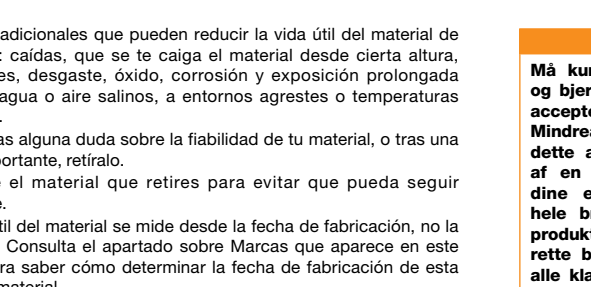 adicionales que pueden reducir la vida útil del material de
: caídas, que se te caiga el material desde cierta altura,
es, desgaste, óxido, corrosión y exposición prolongada
agua o aire salinos, a entornos agrestes o temperaturas
.
as alguna duda sobre la fiabilidad de tu material, o tras una
portante, retíralo.
e el material que retires para evitar que pueda seguir
e.
til del material se mide desde la fecha de fabricación, no la
. Consulta el apartado sobre Marcas que aparece en este
ra saber cómo determinar la fecha de fabricación de esta
material.
Må kun
og bjer
accepte
Mindrea
dette a
af en
dine e
hele b
produkt
rette b
alle kla